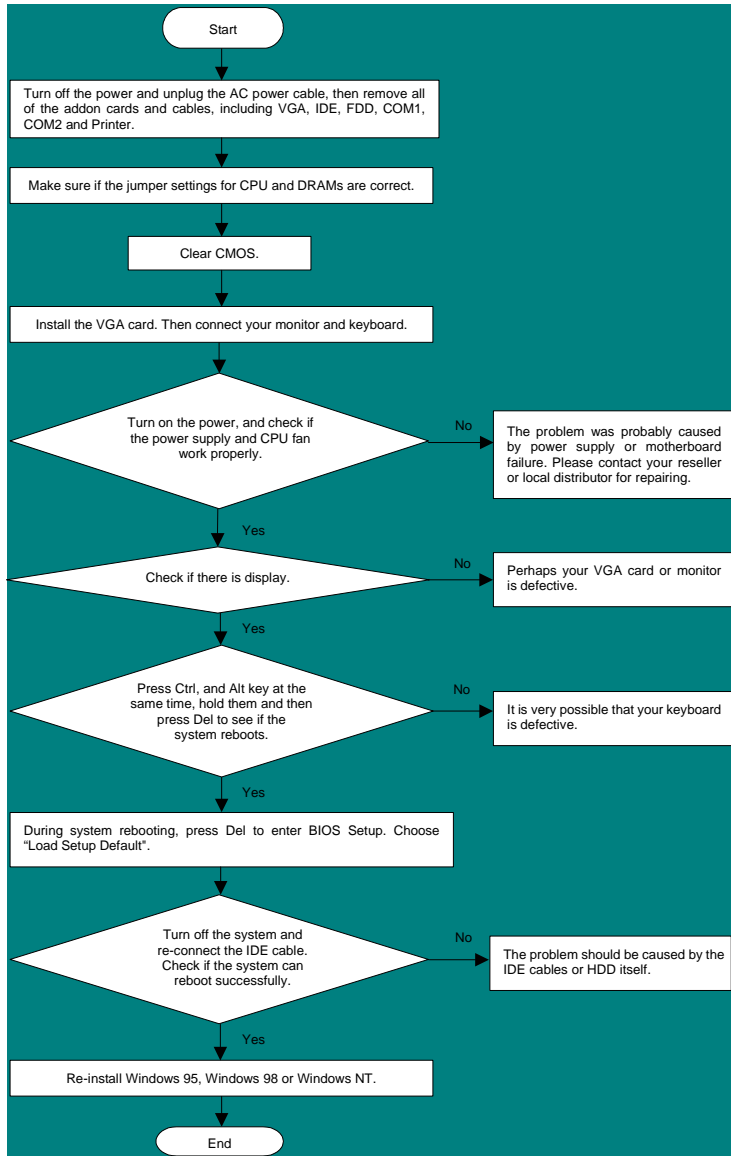 Start
Turn off the power and unplug the AC power cable, then remove all
of the addon cards and cables, including VGA, IDE, FDD, COM1,
COM2 and Printer.
Make sure if the jumper settings for CPU and DRAMs are correct.
Clear CMOS.
Install the VGA card. Then connect your monitor and keyboard.
Turn on the power, and check if
the power supply and CPU fan
work properly.
No
The problem was probably caused
by power supply or motherboard
failure. Please contact your reseller
or local distributor for repairing.
Yes
Check if there is display.
No
Perhaps your VGA card or monitor
is defective.
Yes
Press Ctrl, and Alt key at the
same time, hold them and then
press Del to see if the
system reboots.
No
It is very possible that your keyboard
is defective.
Yes
During system rebooting, press Del to enter BIOS Setup. Choose
“Load Setup Default”.
Turn off the system and
re-connect the IDE cable.
Check if the system can
reboot successfully.
No
The problem should be caused by the
IDE cables or HDD itself.
Yes
Re-install Windows 95, Windows 98 or Windows NT.
End